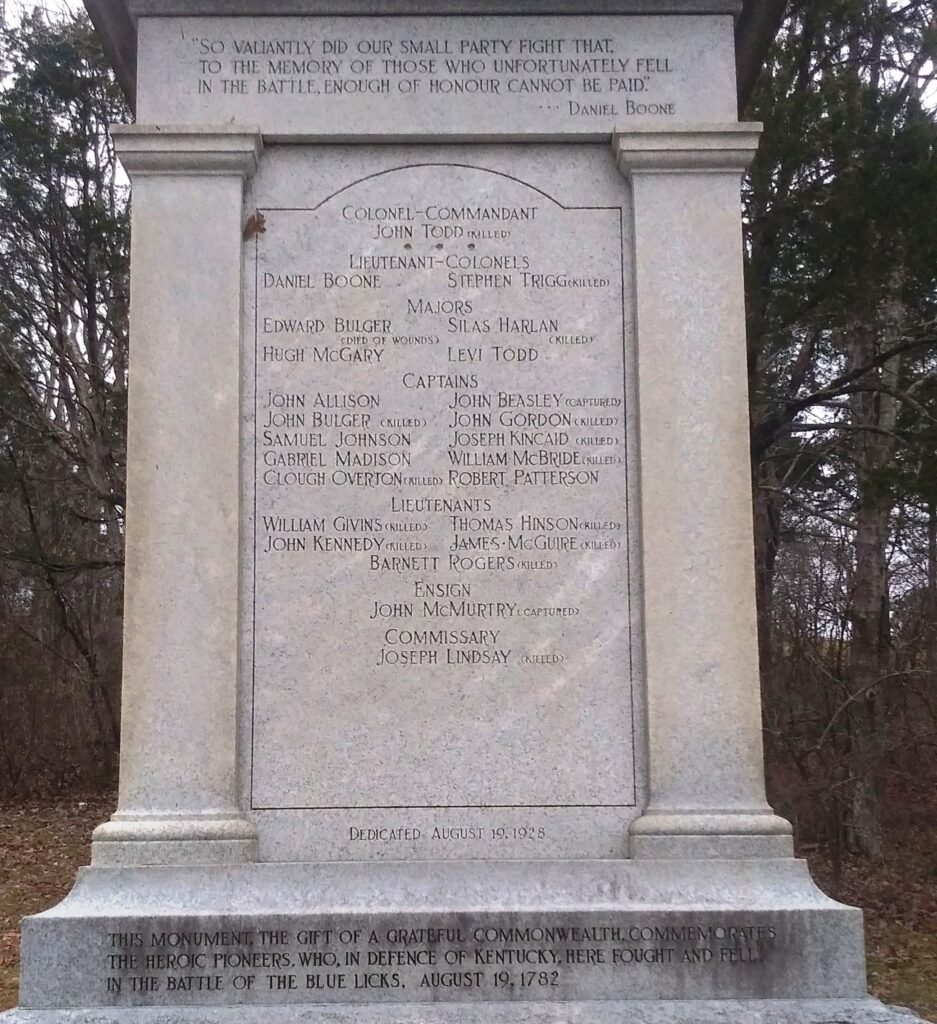 "SO VALIANTLY DID OUR SMALL PARTY FIGHT THAT,
TO THE MEMORY OF THOSE WHO UNFORTUNATELY FELL
IN THE BATTLE, ENOUGH OF HONOUR CANNOT BE PAID."
... DANIEL BOONE
COLONEL-COMMANDANT
JOHN TODD (KILLED)
LIEUTENANT-COLONELS
DANIEL BOONE STEPHEN TRIGG (KILLED)
MAJORS
EDWARD BULGER SILAS HARLAN
(DIED OF WOUNDS) (KILLED)
HUGH MCGARY LEVI TODD
CAPTAINS
JOHN ALLISON JOHN BEASLEY (CAPTURED)
JOHN BULGER (KILLED) JOHN GORDON (KILLED)
SAMUEL JOHNSON JOSEPH KINCAID (KILLED)
GABRIEL MADISON WILLIAM MCBRIDE (KILLED)
CLOUGH OVERTON (KILLED) ROBERT PATTERSON
LIEUTENANTS
WILLIAM GIVINS (KILLED) THOMAS HINSON (KILLED)
JOHN KENNEDY (KILLED) JAMES MCGUIRE (KILLED)
BARNETT ROGERS (KILLED)
ENSIGN
JOHN MCMURTRY (CAPTURED)
COMMISSARY
JOSEPH LINDSAY (KILLED)
DEDICATED AUGUST 19, 1928
THIS MONUMENT, THE GIFT OF A GRATEFUL COMMONWEALTH, COMMEMORATES
THE HEROIC PIONEERS, WHO, IN DEFENCE OF KENTUCKY, HERE FOUGHT AND FELL
IN THE BATTLE OF THE BLUE LICKS, AUGUST 19, 1782